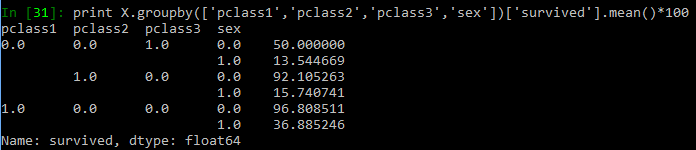 In [31]: print X.groupby(['pclass1','pclass2','pclass3','sex'])['survived'].mean()*100
pclass1  pclass2  pclass3  sex
0.0      0.0      1.0      0.0    50.000000
                           1.0    13.544669
         1.0      0.0      0.0    92.105263
                           1.0    15.740741
1.0      0.0      0.0      0.0    96.808511
                           1.0    36.885246
Name: survived, dtype: float64